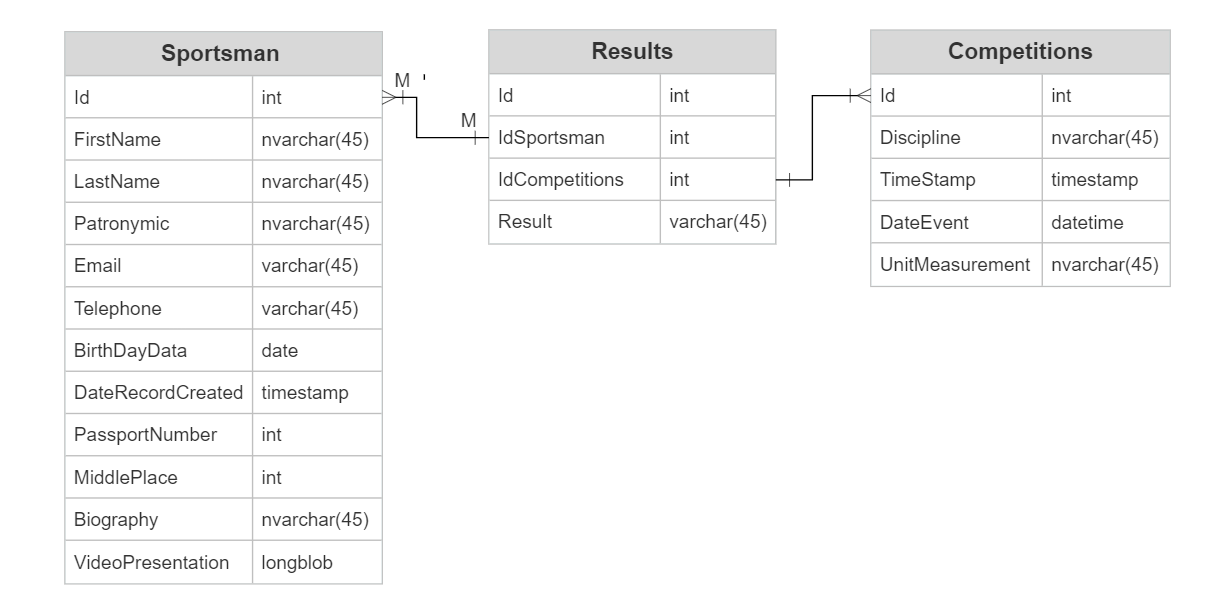 Sportsman
Id int
FirstName nvarchar(45)
LastName nvarchar(45)
Patronymic nvarchar(45)
Email varchar(45)
Telephone varchar(45)
BirthDayData date
DateRecordCreated timestamp
PassportNumber int
MiddlePlace int
Biography nvarchar(45)
VideoPresentation longblob
M '
M
Results
Id int
IdSportsman int
IdCompetitions int
Result varchar(45)
Competitions
Id int
Discipline nvarchar(45)
TimeStamp timestamp
DateEvent datetime
UnitMeasurement nvarchar(45)